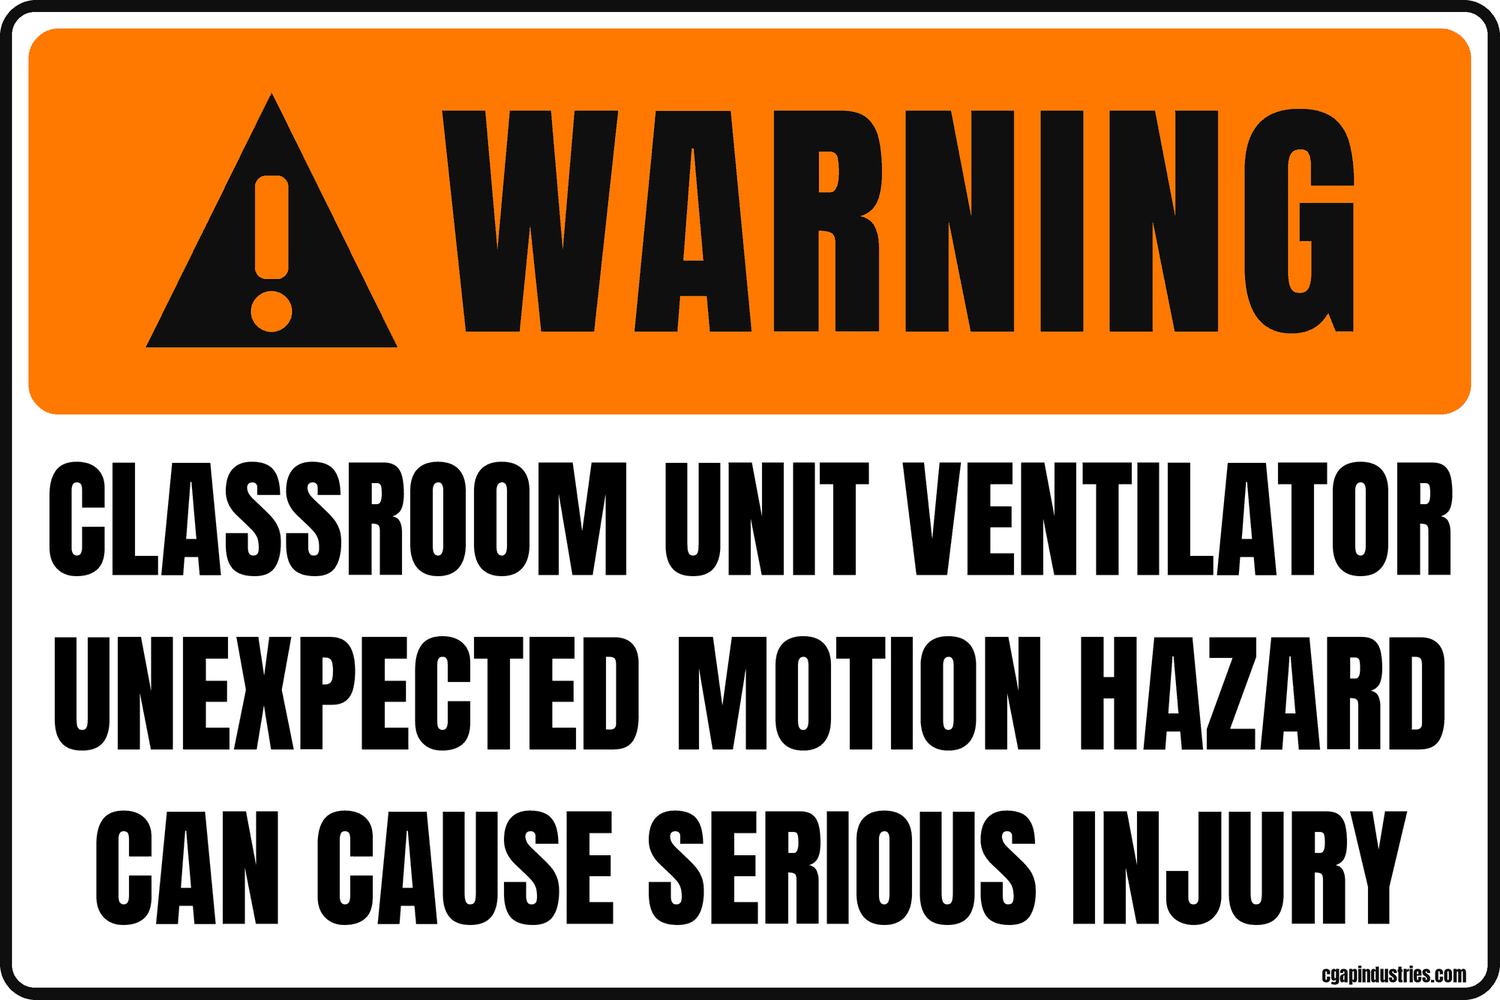 WARNING
CLASSROOM UNIT VENTILATOR
UNEXPECTED MOTION HAZARD
CAN CAUSE SERIOUS INJURY
cgapindustries.com